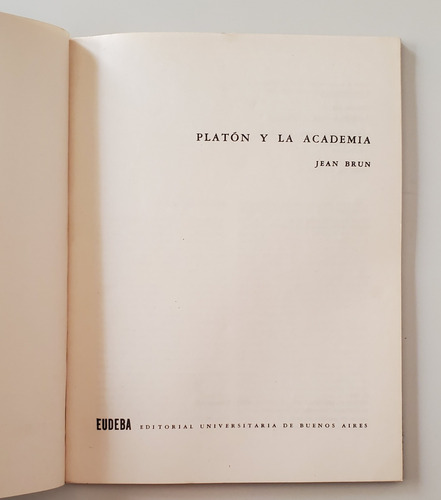 PLATÓN Y LA ACADEMIA
JEAN BRUN
EUDEBA EDITORIAL UNIVERSITARIA DE BUENOS AIRES